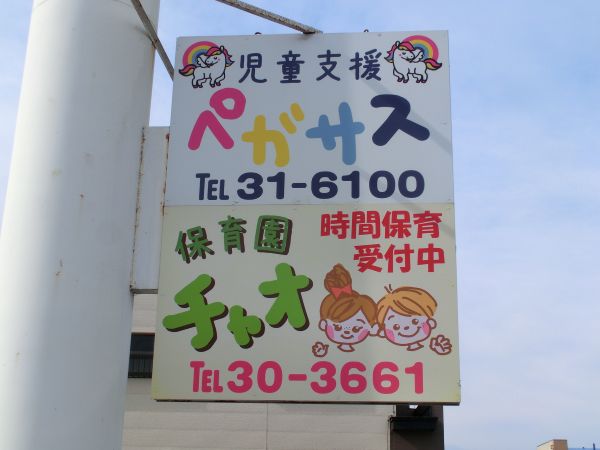 児童支援
ペガサス
TEL 31-6100
保育園
時間保育
受付中
チャオ
TEL 30-3661